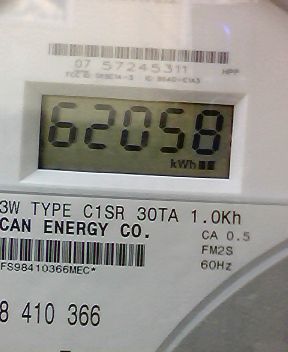 07 57245311 HPP
62058
kWh
3W TYPE C1SR 30TA 1.0Kh
CAN ENERGY CO. CA 0.5
FM2S
FS98410366MEC* 60Hz
8 410 366